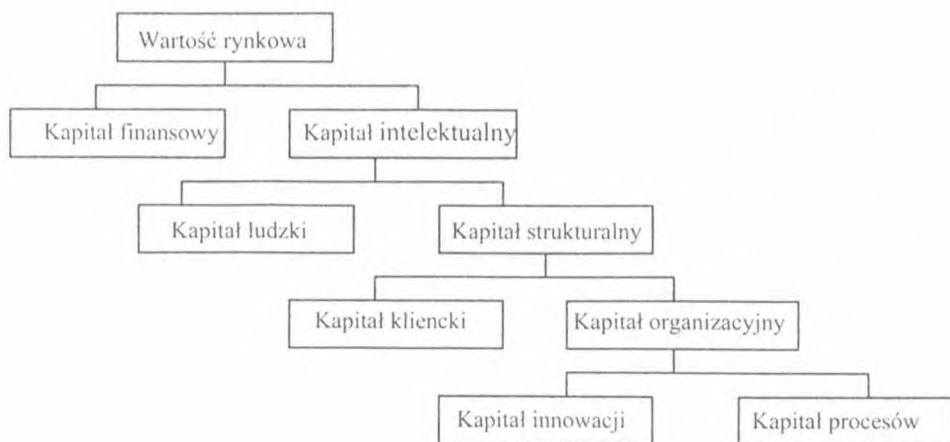 Wartość rynkowa
Kapitał finansowy
Kapitał intelektualny
Kapitał ludzki
Kapitał strukturalny
Kapitał kliencki
Kapitał organizacyjny
Kapitał innowacji
Kapitał procesów